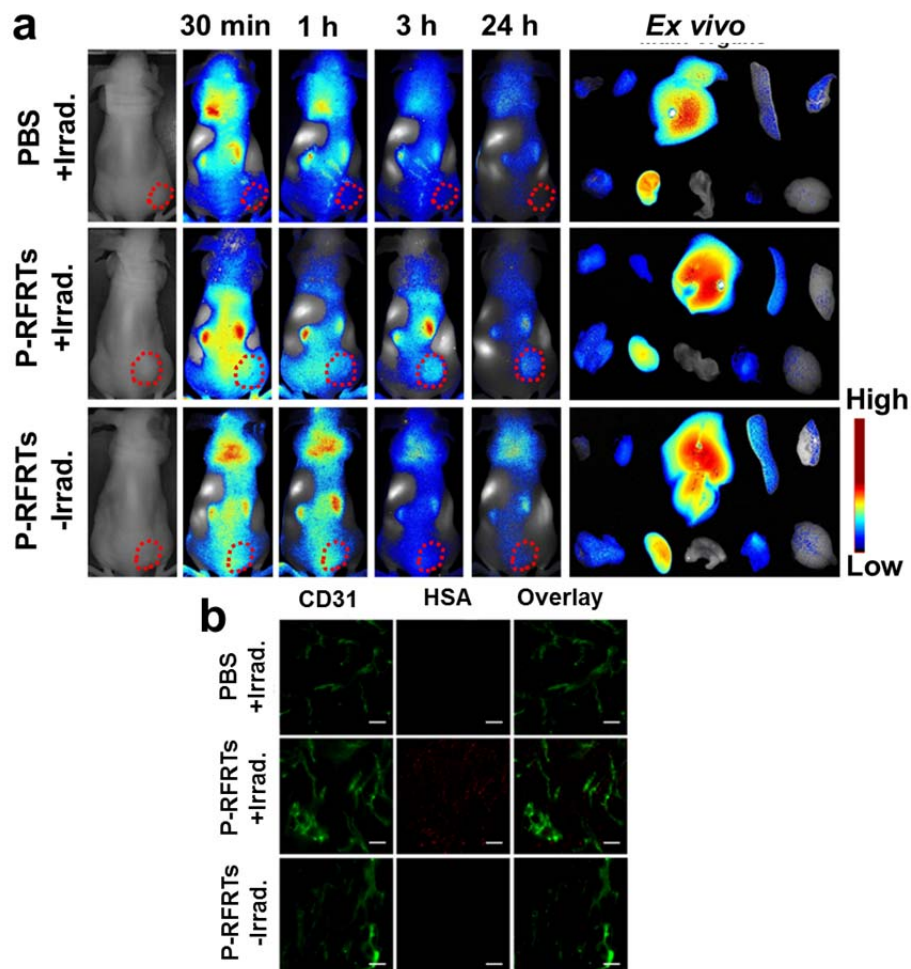 a
30 min 1 h 3 h 24 h Ex vivo
PBS
+Irrad.
P-RFRTs
+Irrad.
P-RFRTs
-Irrad.
High
Low
b
CD31 HSA Overlay
PBS
+Irrad.
P-RFRTs
+Irrad.
P-RFRTs
-Irrad.